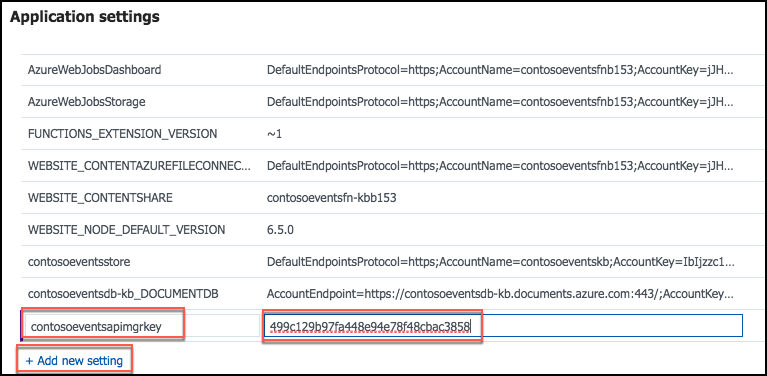 Application settings
AzureWebJobsDashboard DefaultEndpointsProtocol=https;AccountName=contosoeventsfnb153;AccountKey=jJH...
AzureWebJobsStorage DefaultEndpointsProtocol=https;AccountName=contosoeventsfnb153;AccountKey=jJH...
FUNCTIONS_EXTENSION_VERSION ~1
WEBSITE_CONTENTAZUREFILECONNEC... DefaultEndpointsProtocol=https;AccountName=contosoeventsfnb153;AccountKey=jJH...
WEBSITE_CONTENTSHARE contosoeventsfn-kbb153
WEBSITE_NODE_DEFAULT_VERSION 6.5.0
contosoeventsstore DefaultEndpointsProtocol=https;AccountName=contosoeventskb;AccountKey=IbIjzzc1...
contosoeventsdb-kb_DOCUMENTDB AccountEndpoint=https://contosoeventsdb-kb.documents.azure.com:443/;AccountKey...
contosoeventsapimgrkey 499c129b97fa448e94e78f48cbac3858
+ Add new setting